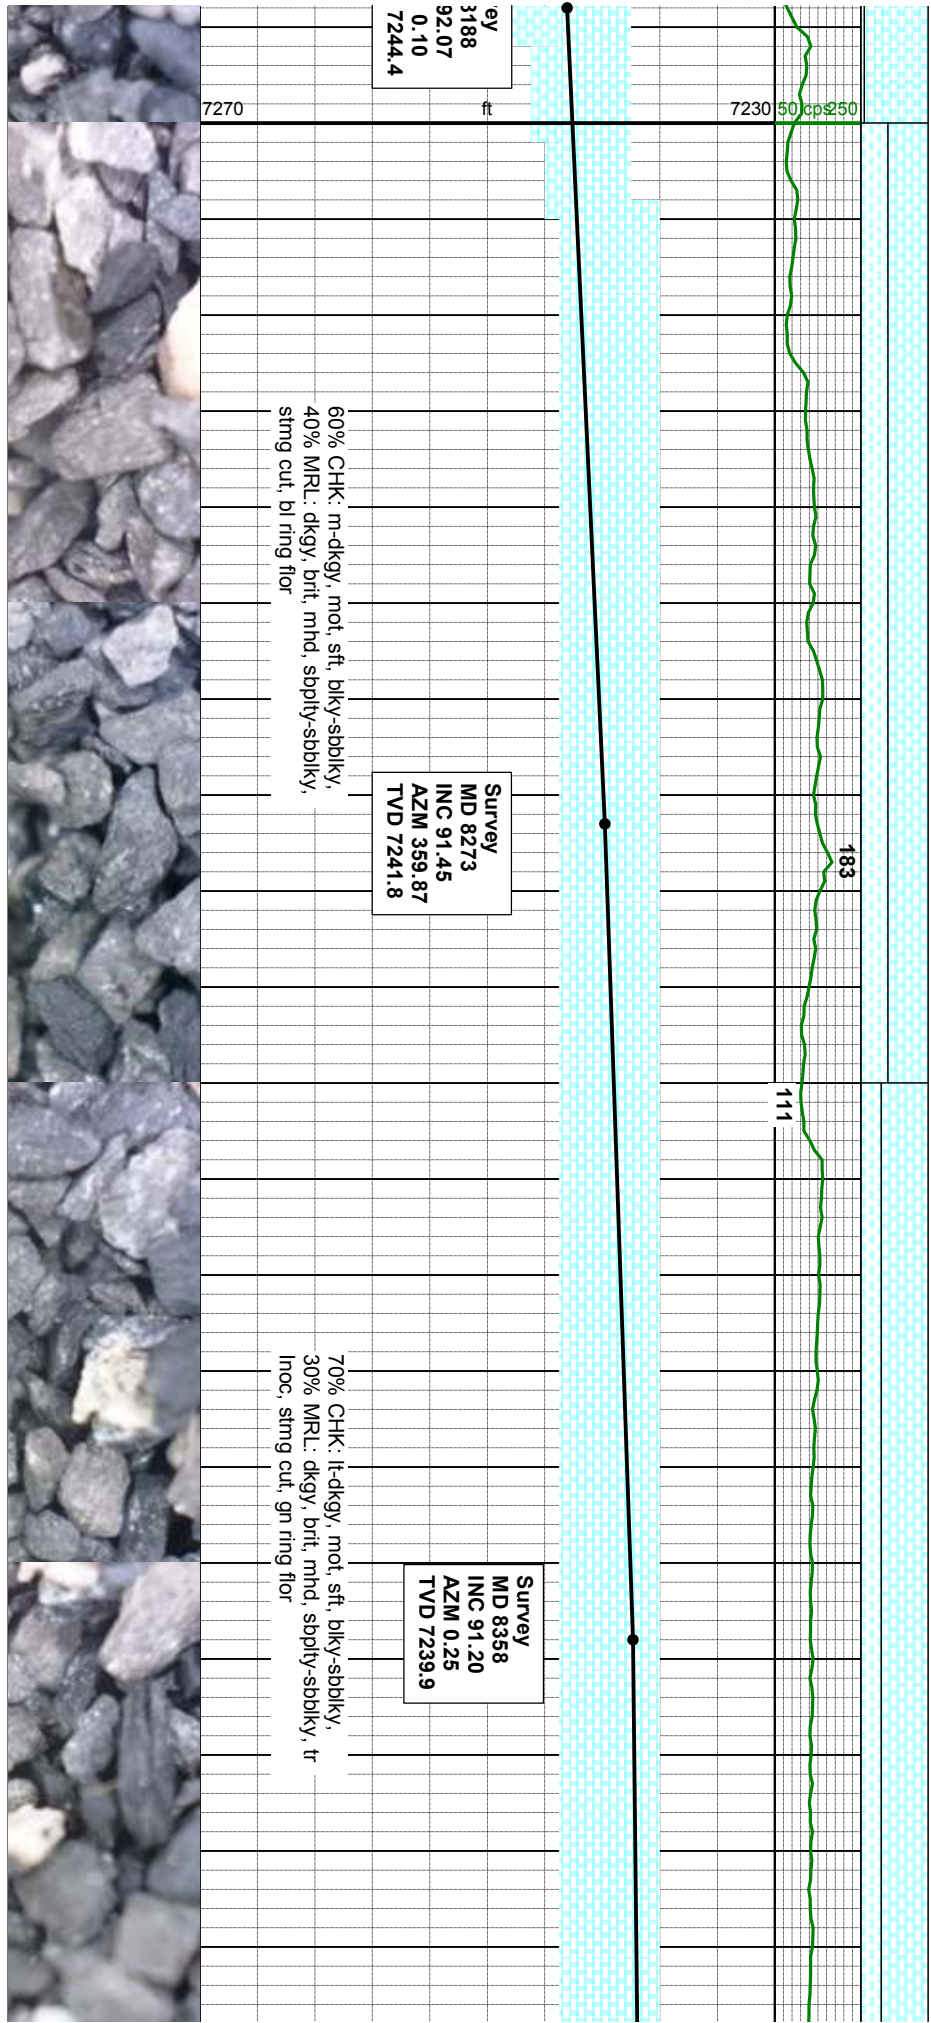 ey
3188
92.07
0.10
7244.4
7270 ft 7230 50 cps 250
60% CHK: m-dkgy, mot, sft, blky-sbblky,
40% MRL: dkgy, brit, mhd, sbplty-sbblky,
stmg cut, bl ring flor
Survey
MD 8273
INC 91.45
AZM 359.87
TVD 7241.8
183
111
70% CHK: lt-dkgy, mot, sft, blky-sbblky,
30% MRL: dkgy, brit, mhd, sbplty-sbblky, tr
Inoc, stmg cut, gn ring flor
Survey
MD 8358
INC 91.20
AZM 0.25
TVD 7239.9